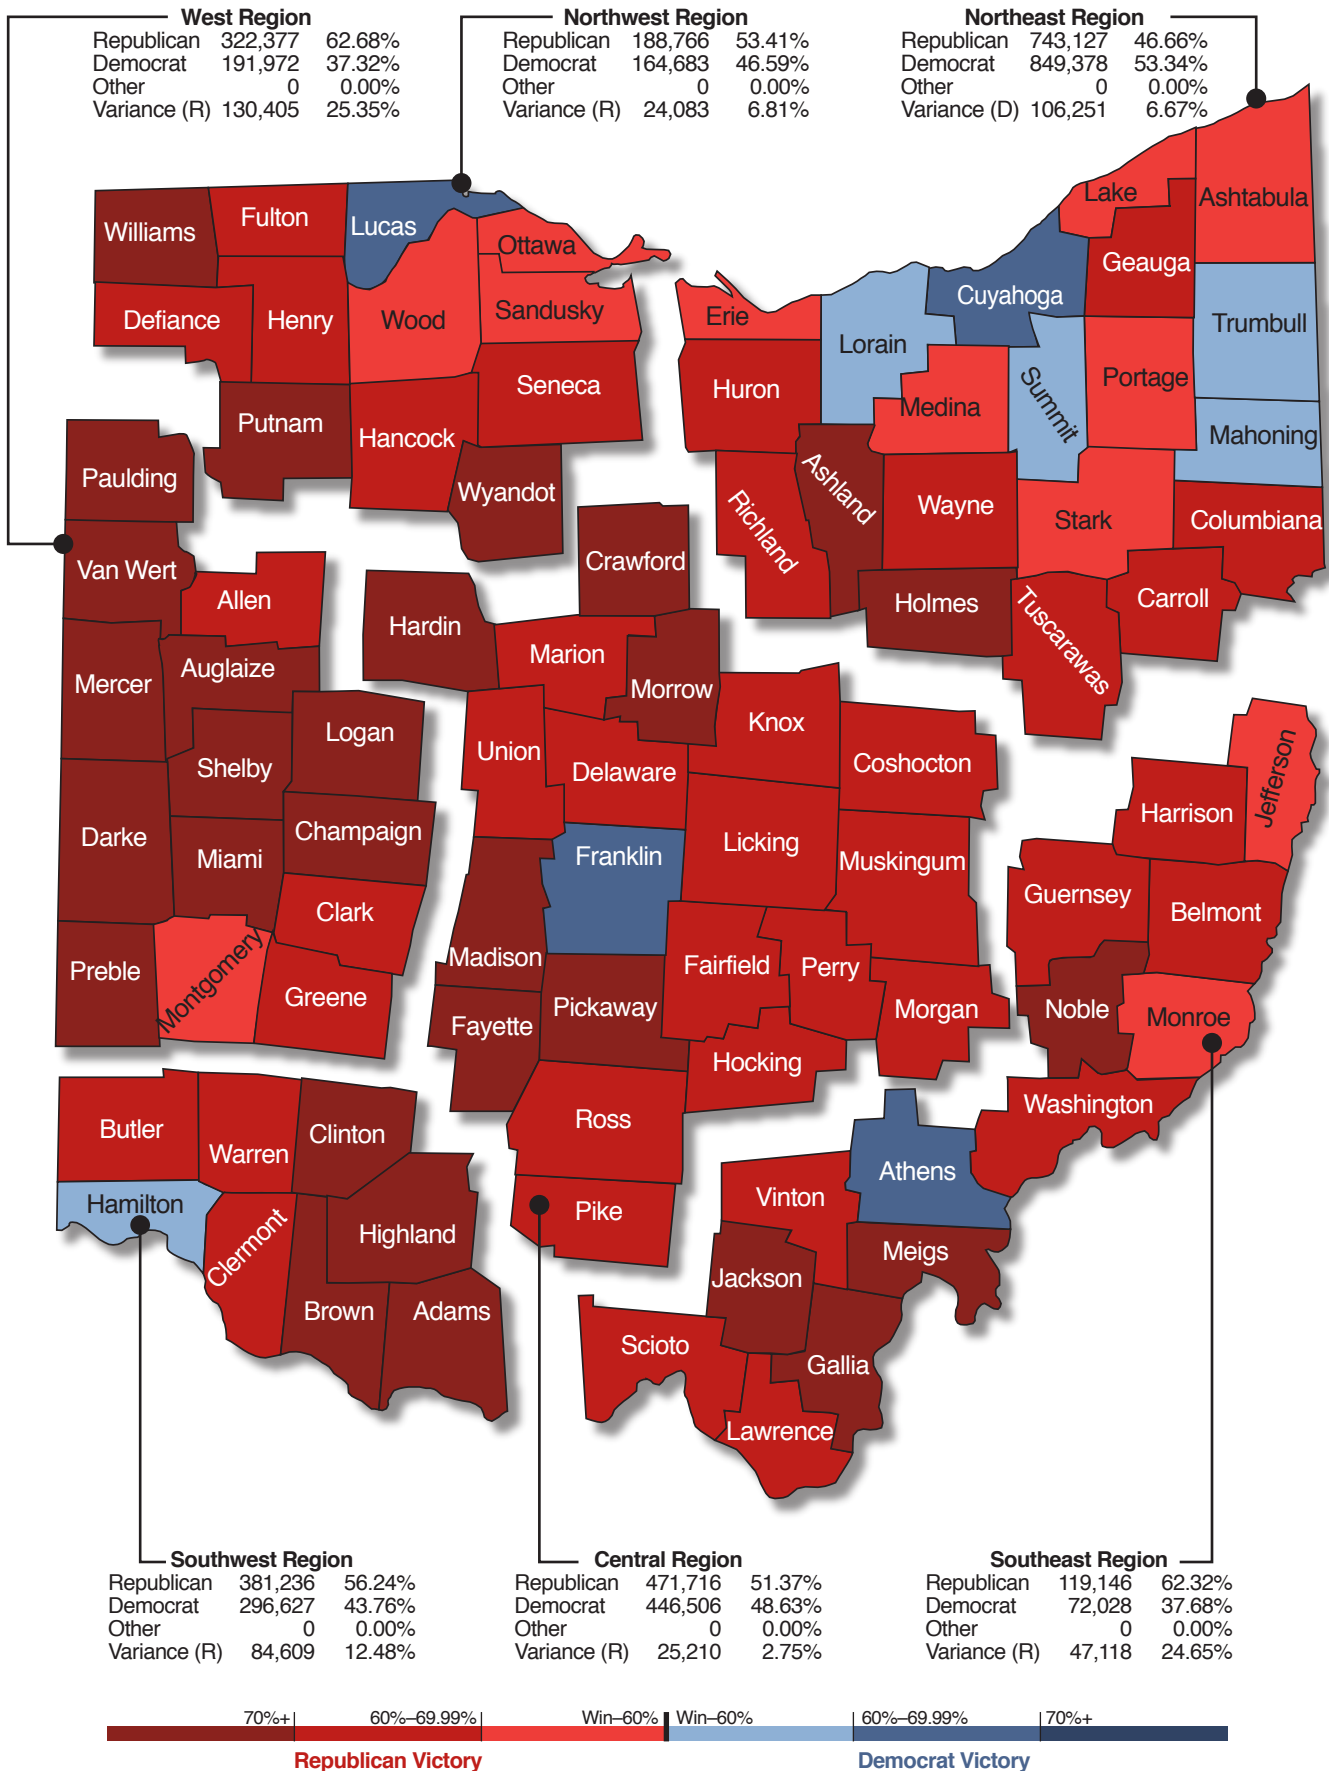 West Region
Republican 322,377 62.68%
Democrat 191,972 37.32%
Other 0 0.00%
Variance (R) 130,405 25.35%
Northwest Region
Republican 188,766 53.41%
Democrat 164,683 46.59%
Other 0 0.00%
Variance (R) 24,083 6.81%
Northeast Region
Republican 743,127 46.66%
Democrat 849,378 53.34%
Other 0 0.00%
Variance (D) 106,251 6.67%
Williams
Fulton
Lucas
Ottawa
Defiance
Henry
Wood
Sandusky
Seneca
Putnam
Hancock
Wyandot
Lake
Ashtabula
Geauga
Cuyahoga
Erie
Lorain
Trumbull
Huron
Medina
Summit
Portage
Mahoning
Richland
Ashland
Wayne
Stark
Columbiana
Holmes
Tuscarawas
Carroll
Paulding
Van Wert
Allen
Mercer
Auglaize
Logan
Shelby
Darke
Miami
Champaign
Clark
Preble
Montgomery
Greene
Crawford
Hardin
Marion
Morrow
Knox
Union
Delaware
Coshocton
Franklin
Licking
Muskingum
Madison
Fairfield
Perry
Pickaway
Fayette
Morgan
Hocking
Ross
Pike
Jefferson
Harrison
Guernsey
Belmont
Noble
Monroe
Washington
Athens
Vinton
Meigs
Jackson
Gallia
Scioto
Lawrence
Butler
Warren
Clinton
Hamilton
Clermont
Highland
Brown
Adams
Southwest Region
Republican 381,236 56.24%
Democrat 296,627 43.76%
Other 0 0.00%
Variance (R) 84,609 12.48%
Central Region
Republican 471,716 51.37%
Democrat 446,506 48.63%
Other 0 0.00%
Variance (R) 25,210 2.75%
Southeast Region
Republican 119,146 62.32%
Democrat 72,028 37.68%
Other 0 0.00%
Variance (R) 47,118 24.65%
70%+ 60%–69.99% Win–60% Win–60% 60%–69.99% 70%+
Republican Victory Democrat Victory